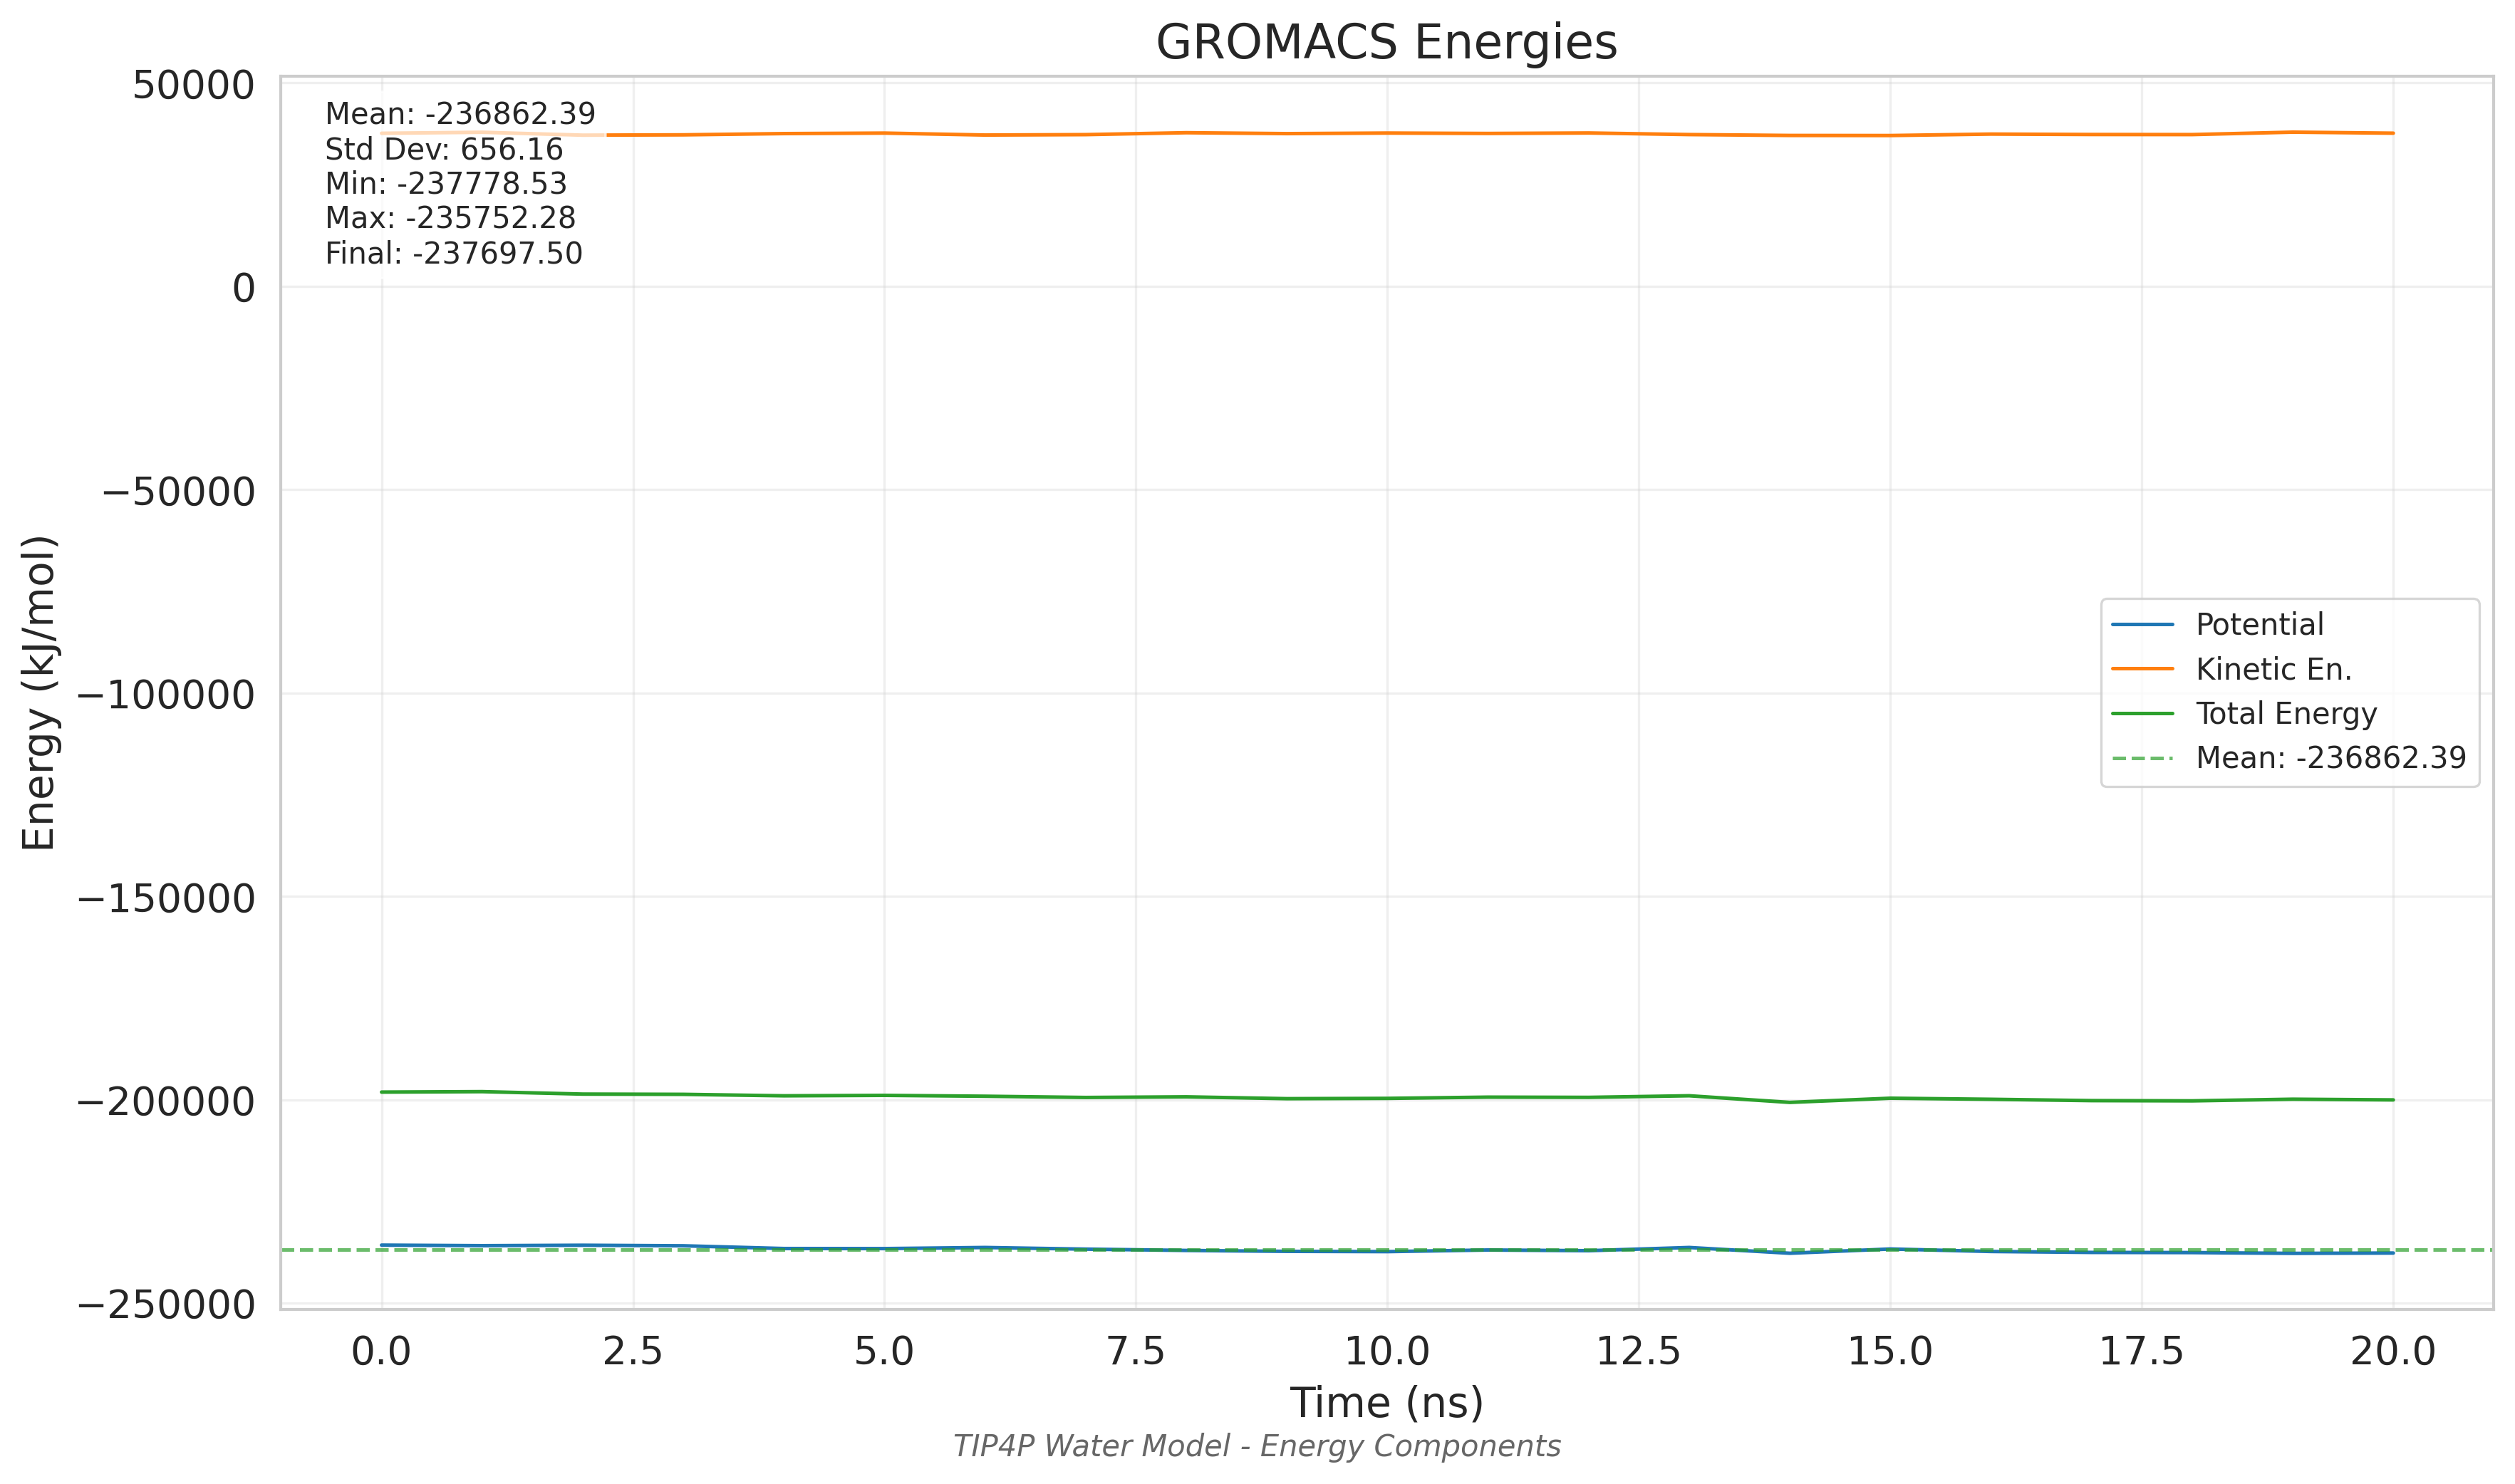 GROMACS Energies
50000
0
−50000
−100000
−150000
−200000
−250000
Energy (kJ/mol)
Mean: -236862.39
Std Dev: 656.16
Min: -237778.53
Max: -235752.28
Final: -237697.50
Potential
Kinetic En.
Total Energy
Mean: -236862.39
0.0 2.5 5.0 7.5 10.0 12.5 15.0 17.5 20.0
Time (ns)
TIP4P Water Model - Energy Components